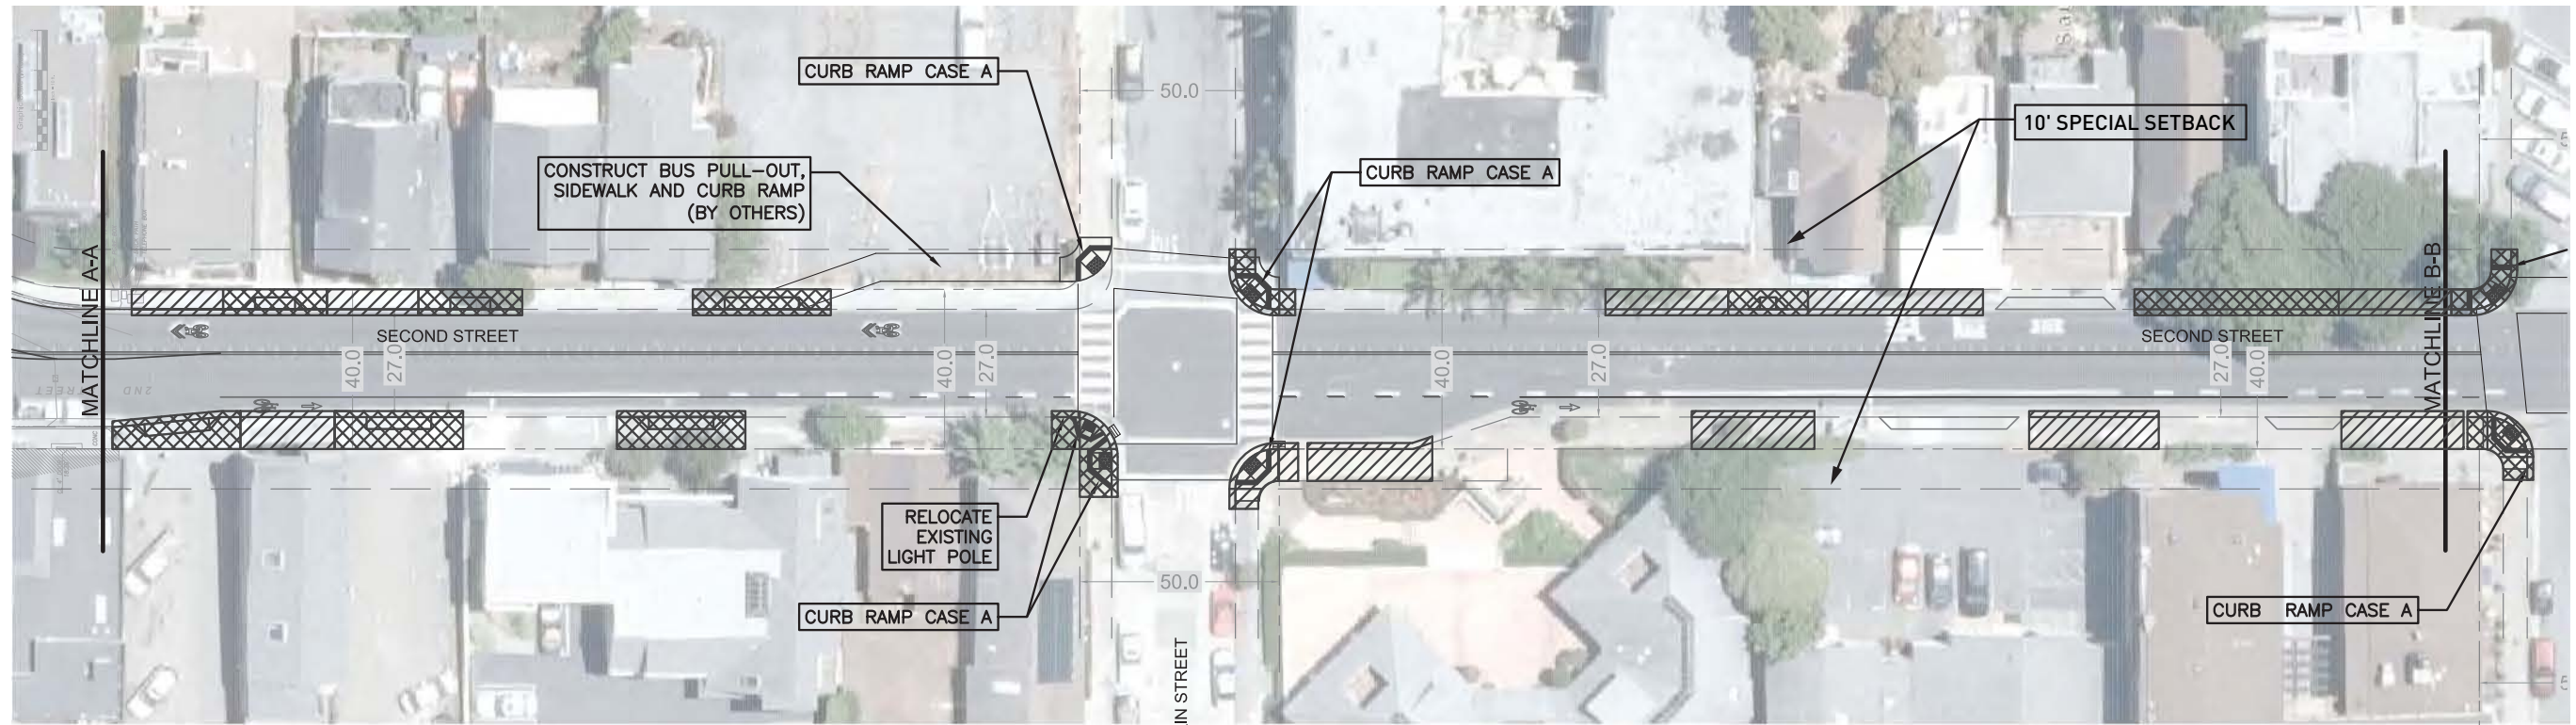 CURB RAMP CASE A
50.0
10' SPECIAL SETBACK
CONSTRUCT BUS PULL-OUT,
SIDEWALK AND CURB RAMP
(BY OTHERS)
CURB RAMP CASE A
MATCHLINE A-A
MATCHLINE B-B
SECOND STREET
SECOND STREET
40.0
27.0
40.0
27.0
40.0
27.0
27.0
40.0
2ND
RELOCATE
EXISTING
LIGHT POLE
50.0
CURB RAMP CASE A
CURB RAMP CASE A
IN STREET